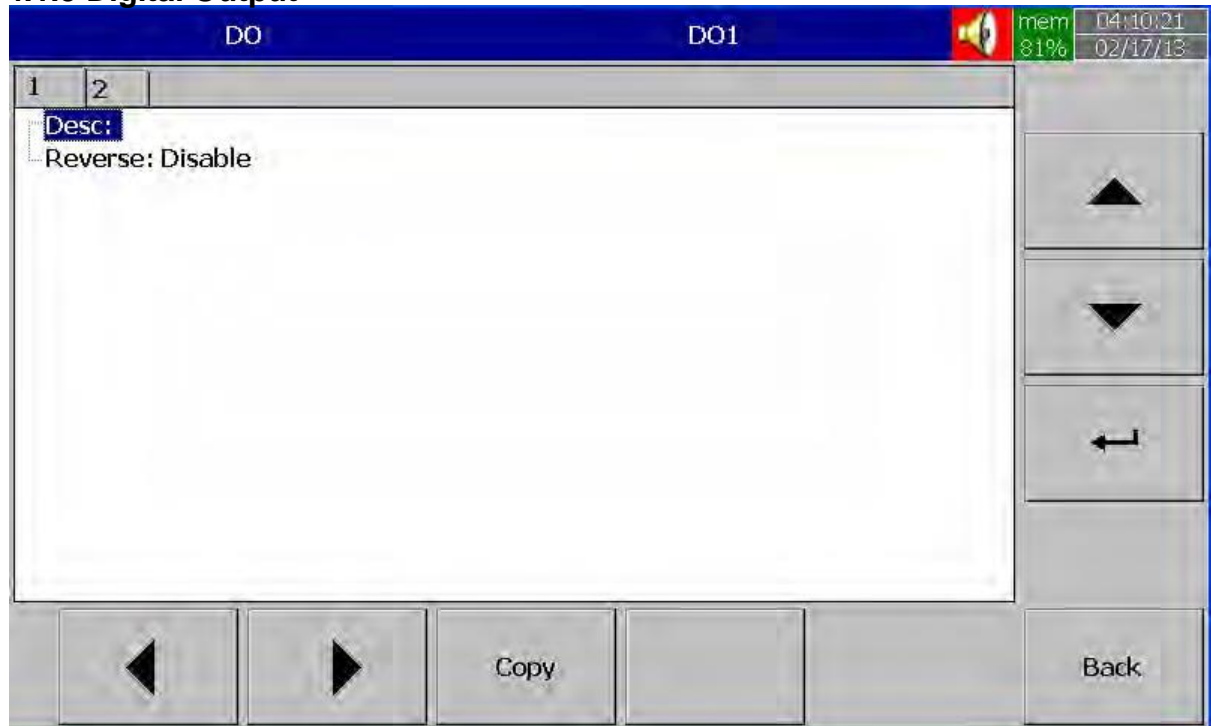 Digital Output
DO DO1 mem 04:10:21
81% 02/17/13
1 2
Desc:
Reverse: Disable
Copy Back